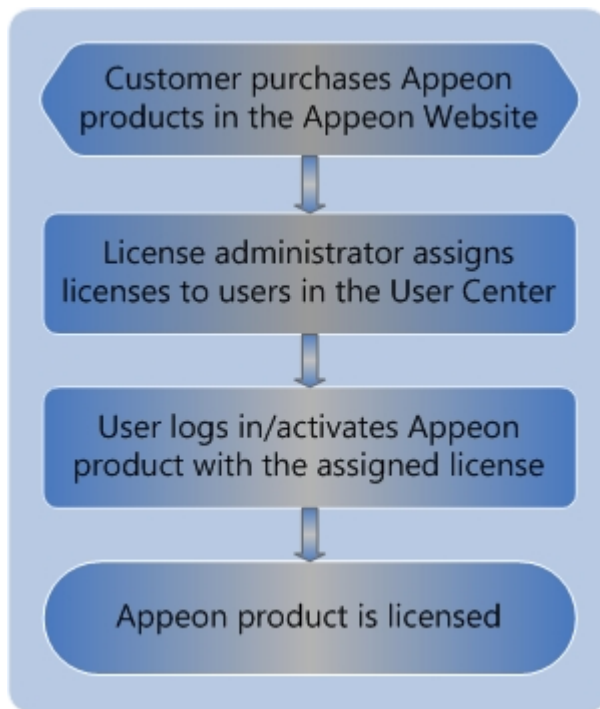 Customer purchases Appeon
products in the Appeon Website
License administrator assigns
licenses to users in the User Center
User logs in/activates Appeon
product with the assigned license
Appeon product is licensed